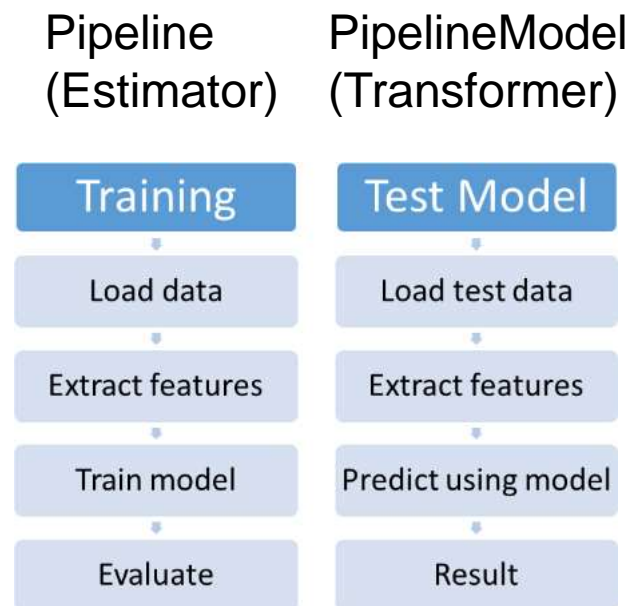 Pipeline
(Estimator)
PipelineModel
(Transformer)
Training
Load data
Extract features
Train model
Evaluate
Test Model
Load test data
Extract features
Predict using model
Result